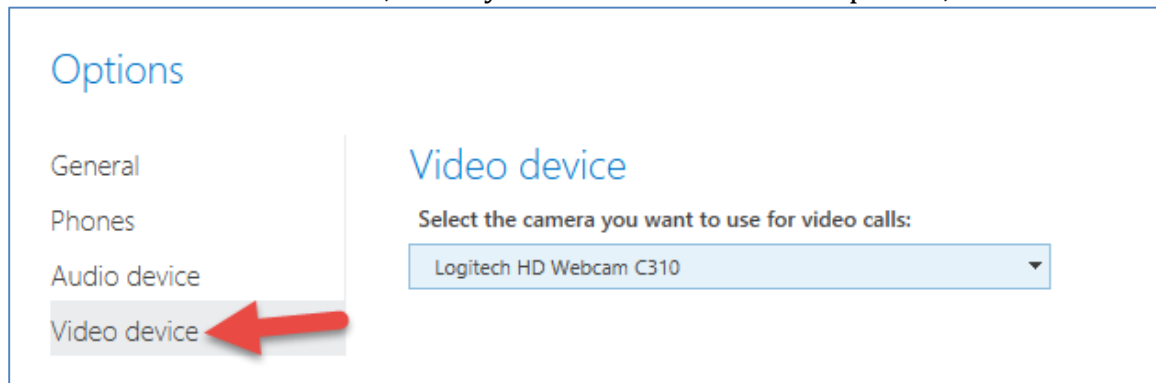 Options
General
Phones
Audio device
Video device
Video device
Select the camera you want to use for video calls:
Logitech HD Webcam C310